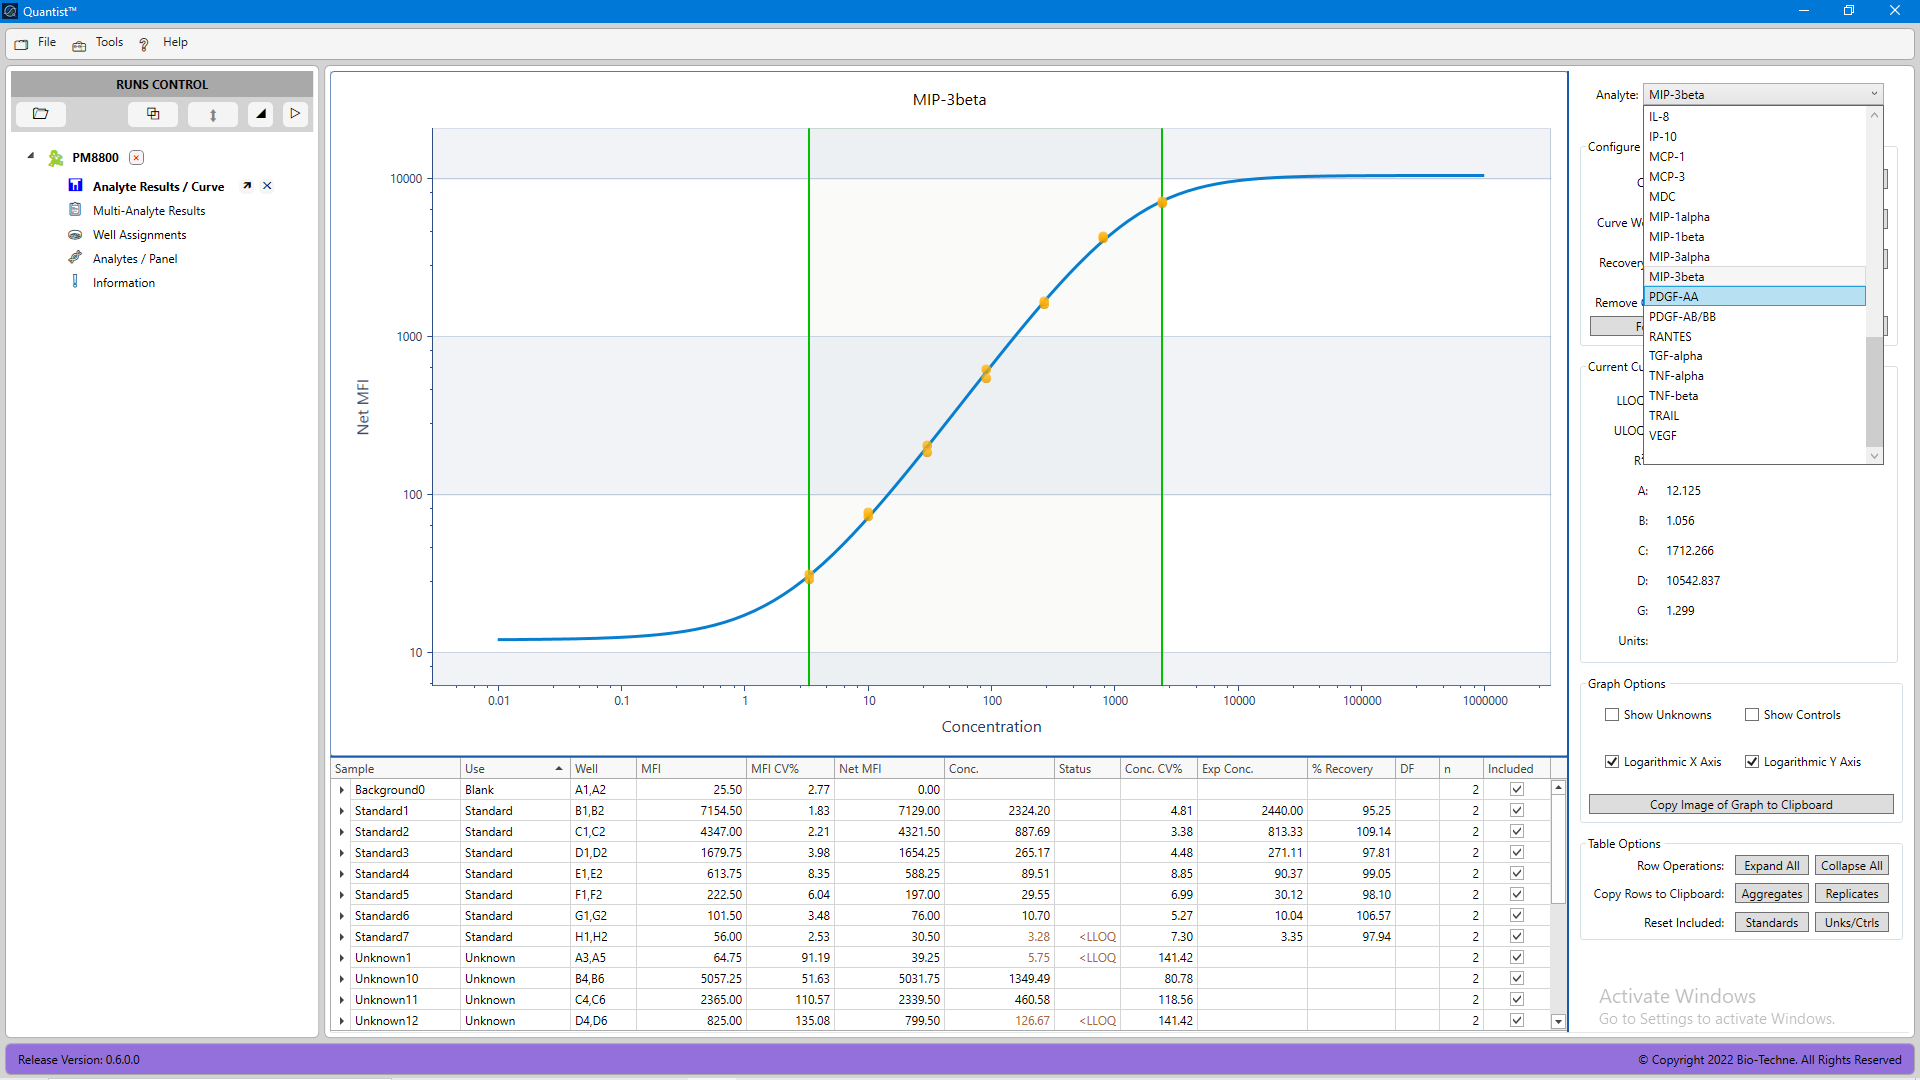 Quantist™
File Tools Help
RUNS CONTROL
PM8800
Analyte Results / Curve
Multi-Analyte Results
Well Assignments
Analytes / Panel
Information
MIP-3beta
Net MFI
10000
1000
100
10
0.01 0.1 1 10 100 1000 10000 100000 1000000
Concentration
Sample Use Well MFI MFI CV% Net MFI Conc. Status Conc. CV% Exp Conc. % Recovery DF n Included
Background0 Blank A1,A2 25.50 2.77 0.00 2
Standard1 Standard B1,B2 7154.50 1.83 7129.00 2324.20 4.81 2440.00 95.25 2
Standard2 Standard C1,C2 4347.00 2.21 4321.50 887.69 3.38 813.33 109.14 2
Standard3 Standard D1,D2 1679.75 3.98 1654.25 265.17 4.48 271.11 97.81 2
Standard4 Standard E1,E2 613.75 8.35 588.25 89.51 8.85 90.37 99.05 2
Standard5 Standard F1,F2 222.50 6.04 197.00 29.55 6.99 30.12 98.10 2
Standard6 Standard G1,G2 101.50 3.48 76.00 10.70 5.27 10.04 106.57 2
Standard7 Standard H1,H2 56.00 2.53 30.50 3.28 <LLOQ 7.30 3.35 97.94 2
Unknown1 Unknown A3,A5 64.75 91.19 39.25 5.75 <LLOQ 141.42 2
Unknown10 Unknown B4,B6 5057.25 51.63 5031.75 1349.49 80.78 2
Unknown11 Unknown C4,C6 2365.00 110.57 2339.50 460.58 118.56 2
Unknown12 Unknown D4,D6 825.00 135.08 799.50 126.67 <LLOQ 141.42 2
Analyte: MIP-3beta
IL-8
IP-10
MCP-1
MCP-3
MDC
MIP-1alpha
MIP-1beta
MIP-3alpha
MIP-3beta
PDGF-AA
PDGF-AB/BB
RANTES
TGF-alpha
TNF-alpha
TNF-beta
TRAIL
VEGF
Configure
Recovery
Remove
LLOQ
ULOQ
A: 12.125
B: 1.056
C: 1712.266
D: 10542.837
G: 1.299
Units:
Graph Options
Show Unknowns Show Controls
Logarithmic X Axis Logarithmic Y Axis
Copy Image of Graph to Clipboard
Table Options
Row Operations: Expand All Collapse All
Copy Rows to Clipboard: Aggregates Replicates
Reset Included: Standards Unks/Ctrls
Activate Windows
Go to Settings to activate Windows.
Release Version: 0.6.0.0
© Copyright 2022 Bio-Techne. All Rights Reserved